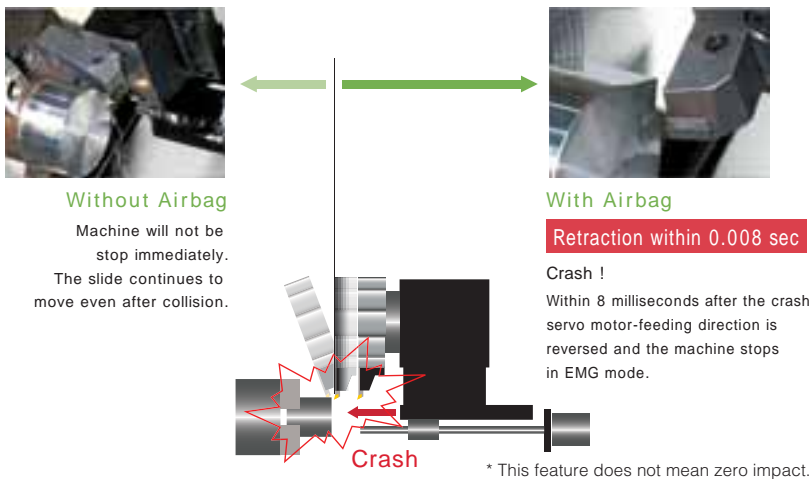 Without Airbag
Machine will not be
stop immediately.
The slide continues to
move even after collision.
With Airbag
Retraction within 0.008 sec
Crash !
Within 8 milliseconds after the crash
servo motor-feeding direction is
reversed and the machine stops
in EMG mode.
Crash
* This feature does not mean zero impact.